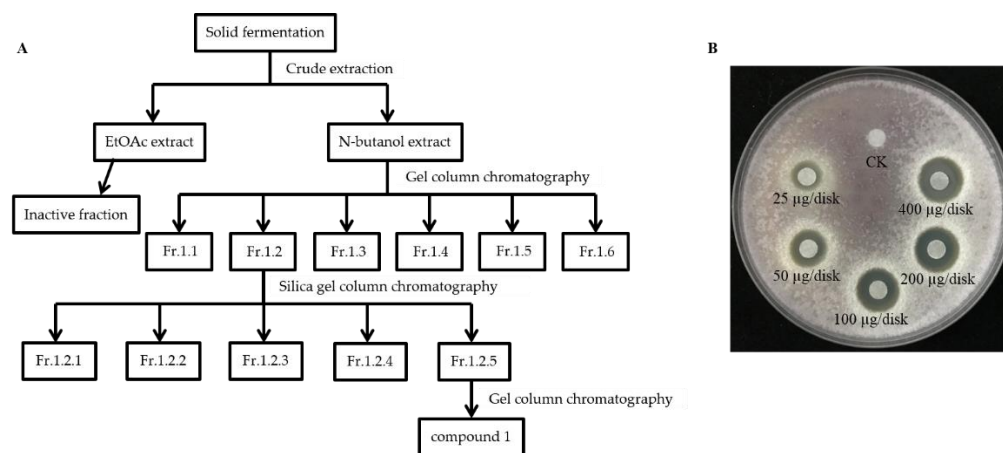 A
Solid fermentation
Crude extraction
EtOAc extract
N-butanol extract
Gel column chromatography
Inactive fraction
Fr.1.1
Fr.1.2
Fr.1.3
Fr.1.4
Fr.1.5
Fr.1.6
Silica gel column chromatography
Fr.1.2.1
Fr.1.2.2
Fr.1.2.3
Fr.1.2.4
Fr.1.2.5
Gel column chromatography
compound 1
B
CK
25 µg/disk
400 µg/disk
50 µg/disk
200 µg/disk
100 µg/disk